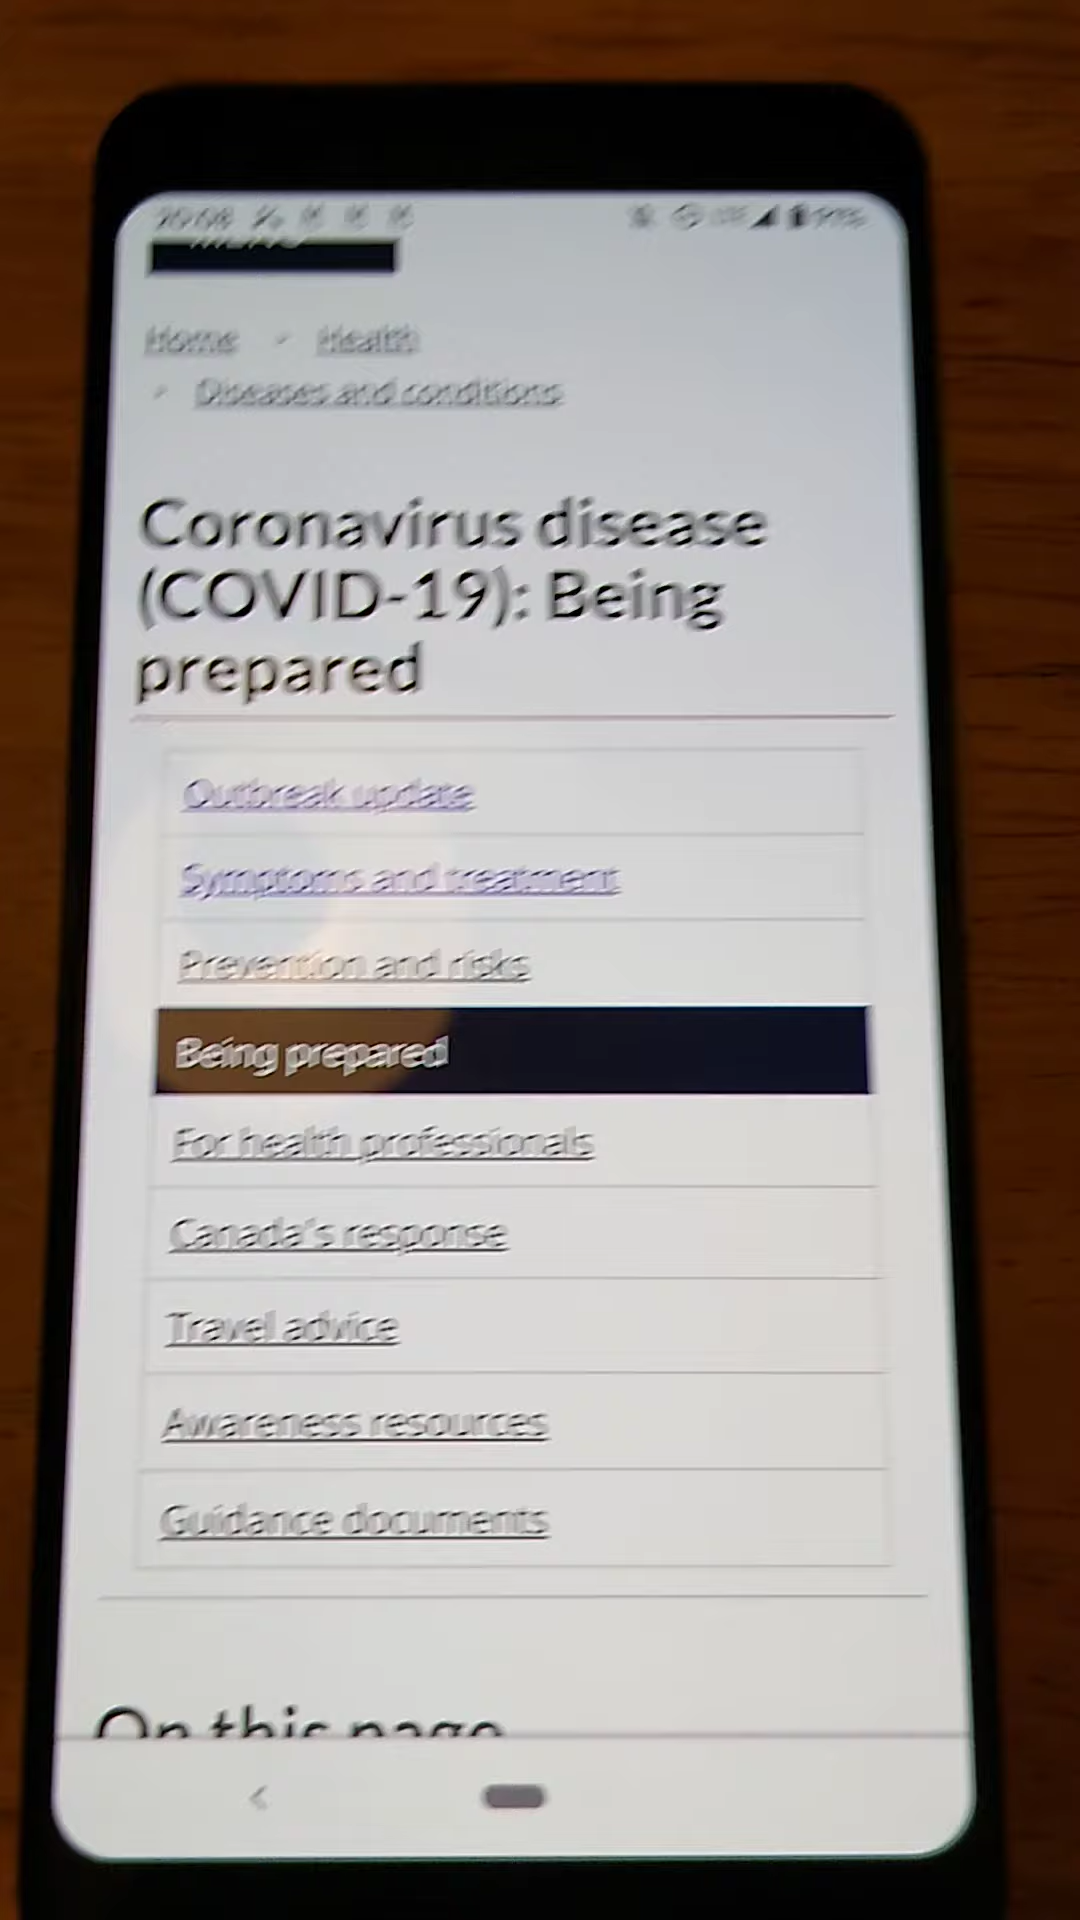 Home Health
Diseases and conditions
Coronavirus disease
(COVID-19): Being
prepared
Outbreak update
Symptoms and treatment
Prevention and risks
Being prepared
For health professionals
Canada's response
Travel advice
Awareness resources
Guidance documents
On this page